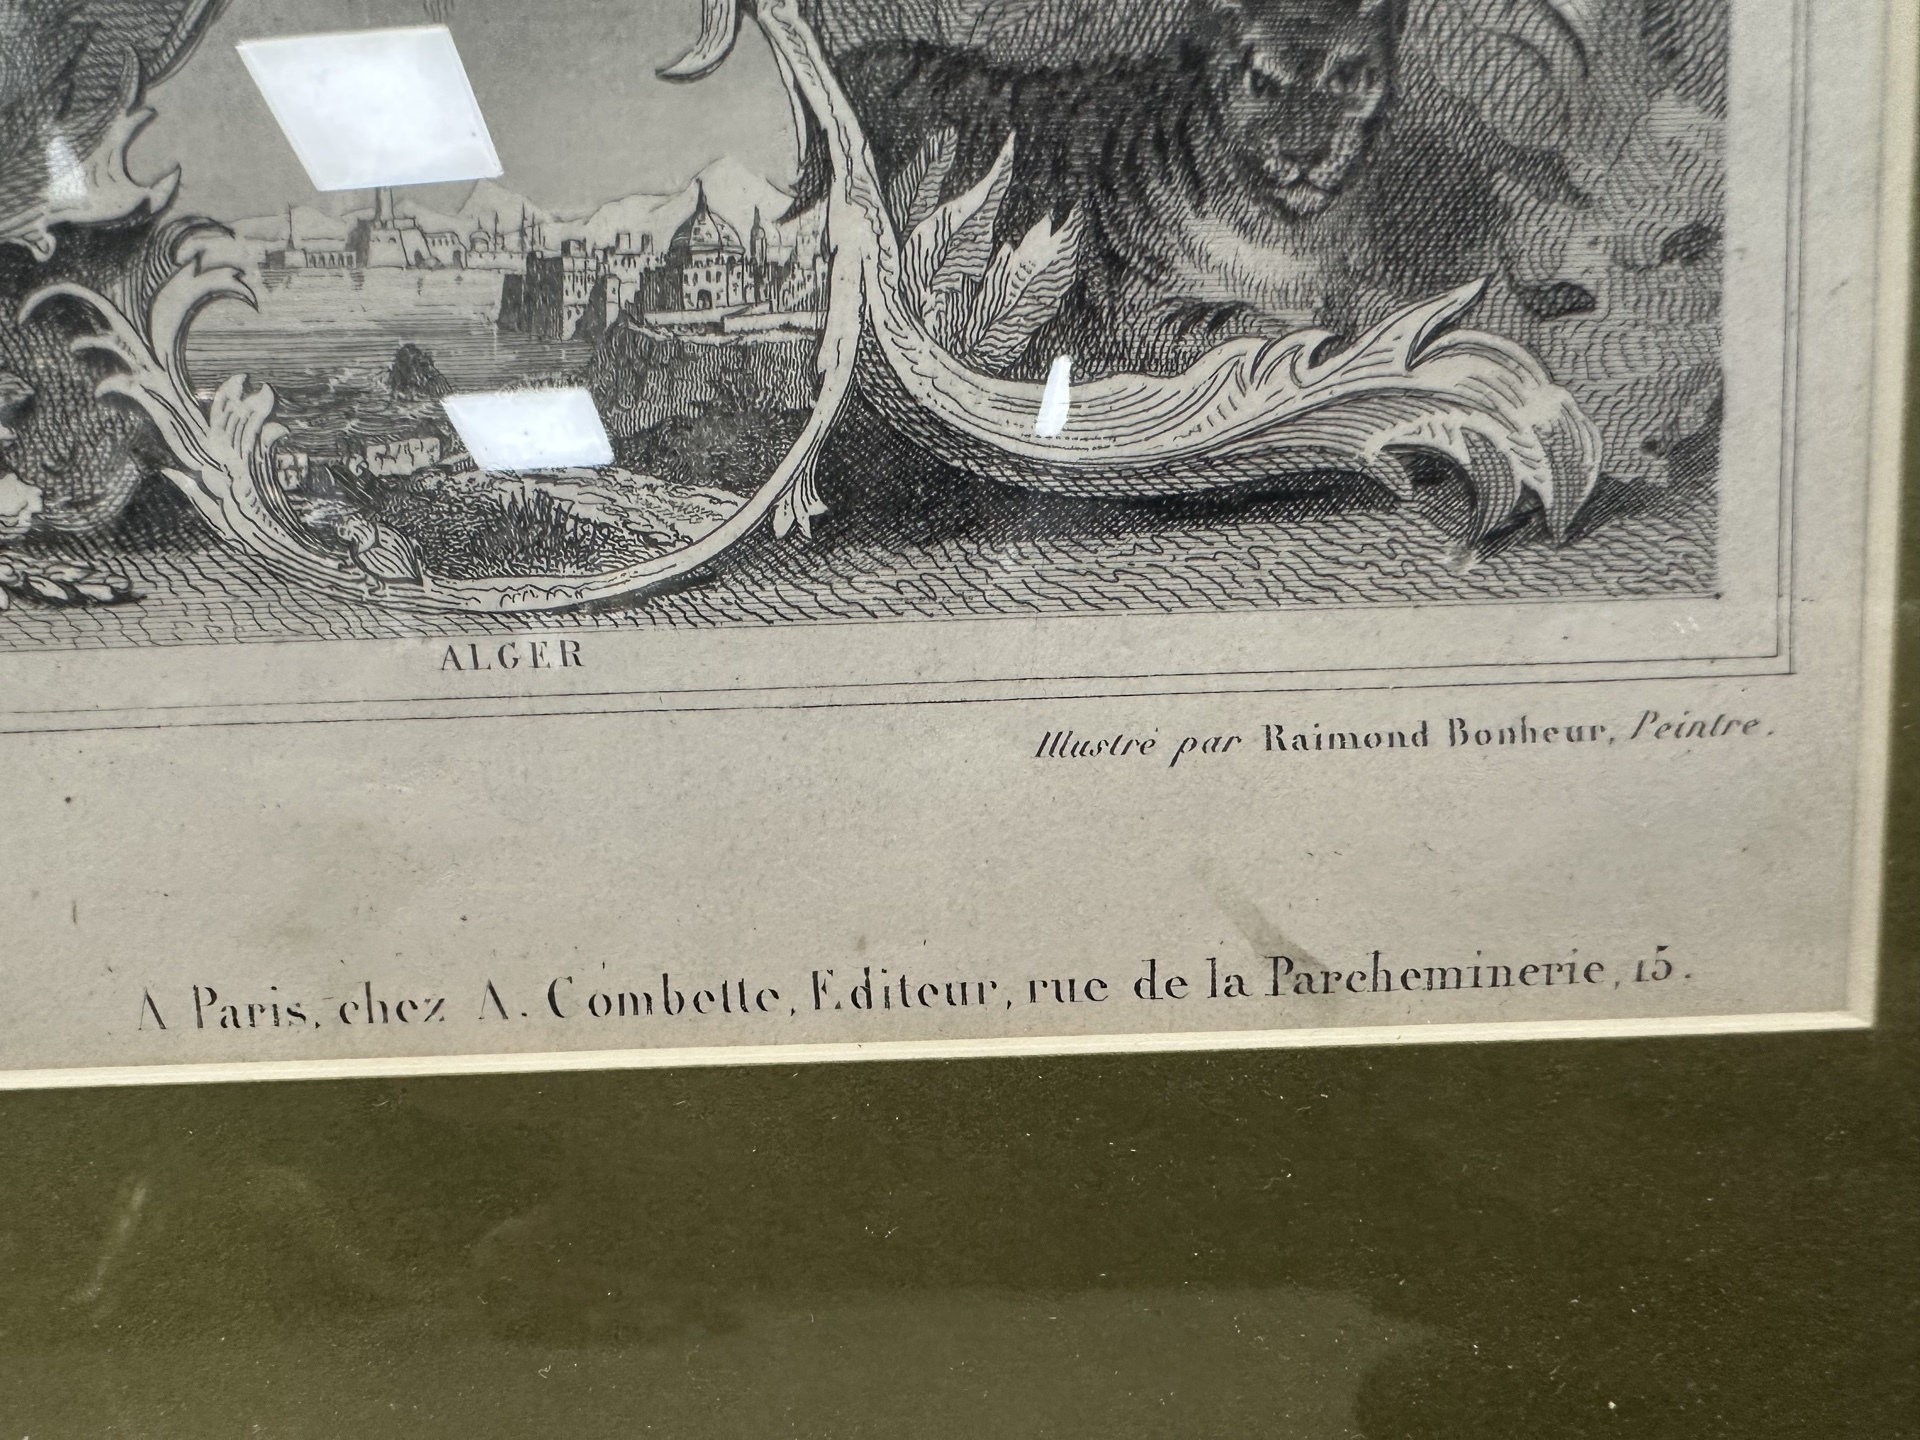 ALGER
Illustré par Raimond Bonheur, Peintre.
A Paris, chez A. Combette, Editeur, rue de la Parcheminerie, 15.